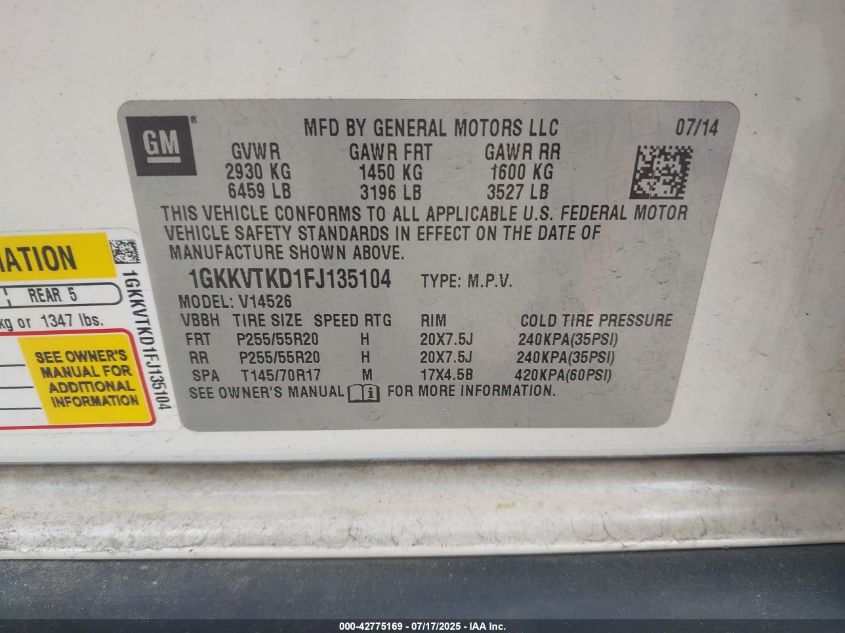 GM ®
MFD BY GENERAL MOTORS LLC 07/14
GVWR GAWR FRT GAWR RR
2930 KG 1450 KG 1600 KG
6459 LB 3196 LB 3527 LB
THIS VEHICLE CONFORMS TO ALL APPLICABLE U.S. FEDERAL MOTOR
VEHICLE SAFETY STANDARDS IN EFFECT ON THE DATE OF
MANUFACTURE SHOWN ABOVE.
1GKKVTKD1FJ135104 TYPE: M.P.V.
MODEL: V14526
VBBH TIRE SIZE SPEED RTG RIM COLD TIRE PRESSURE
FRT P255/55R20 H 20X7.5J 240KPA(35PSI)
RR P255/55R20 H 20X7.5J 240KPA(35PSI)
SPA T145/70R17 M 17X4.5B 420KPA(60PSI)
SEE OWNER'S MANUAL i FOR MORE INFORMATION.
MATION
REAR 5
kg or 1347 lbs.
SEE OWNER'S
MANUAL FOR
ADDITIONAL
INFORMATION
1GKKVTKD1FJ135104
000-42775169 - 07/17/2025 - IAA Inc.